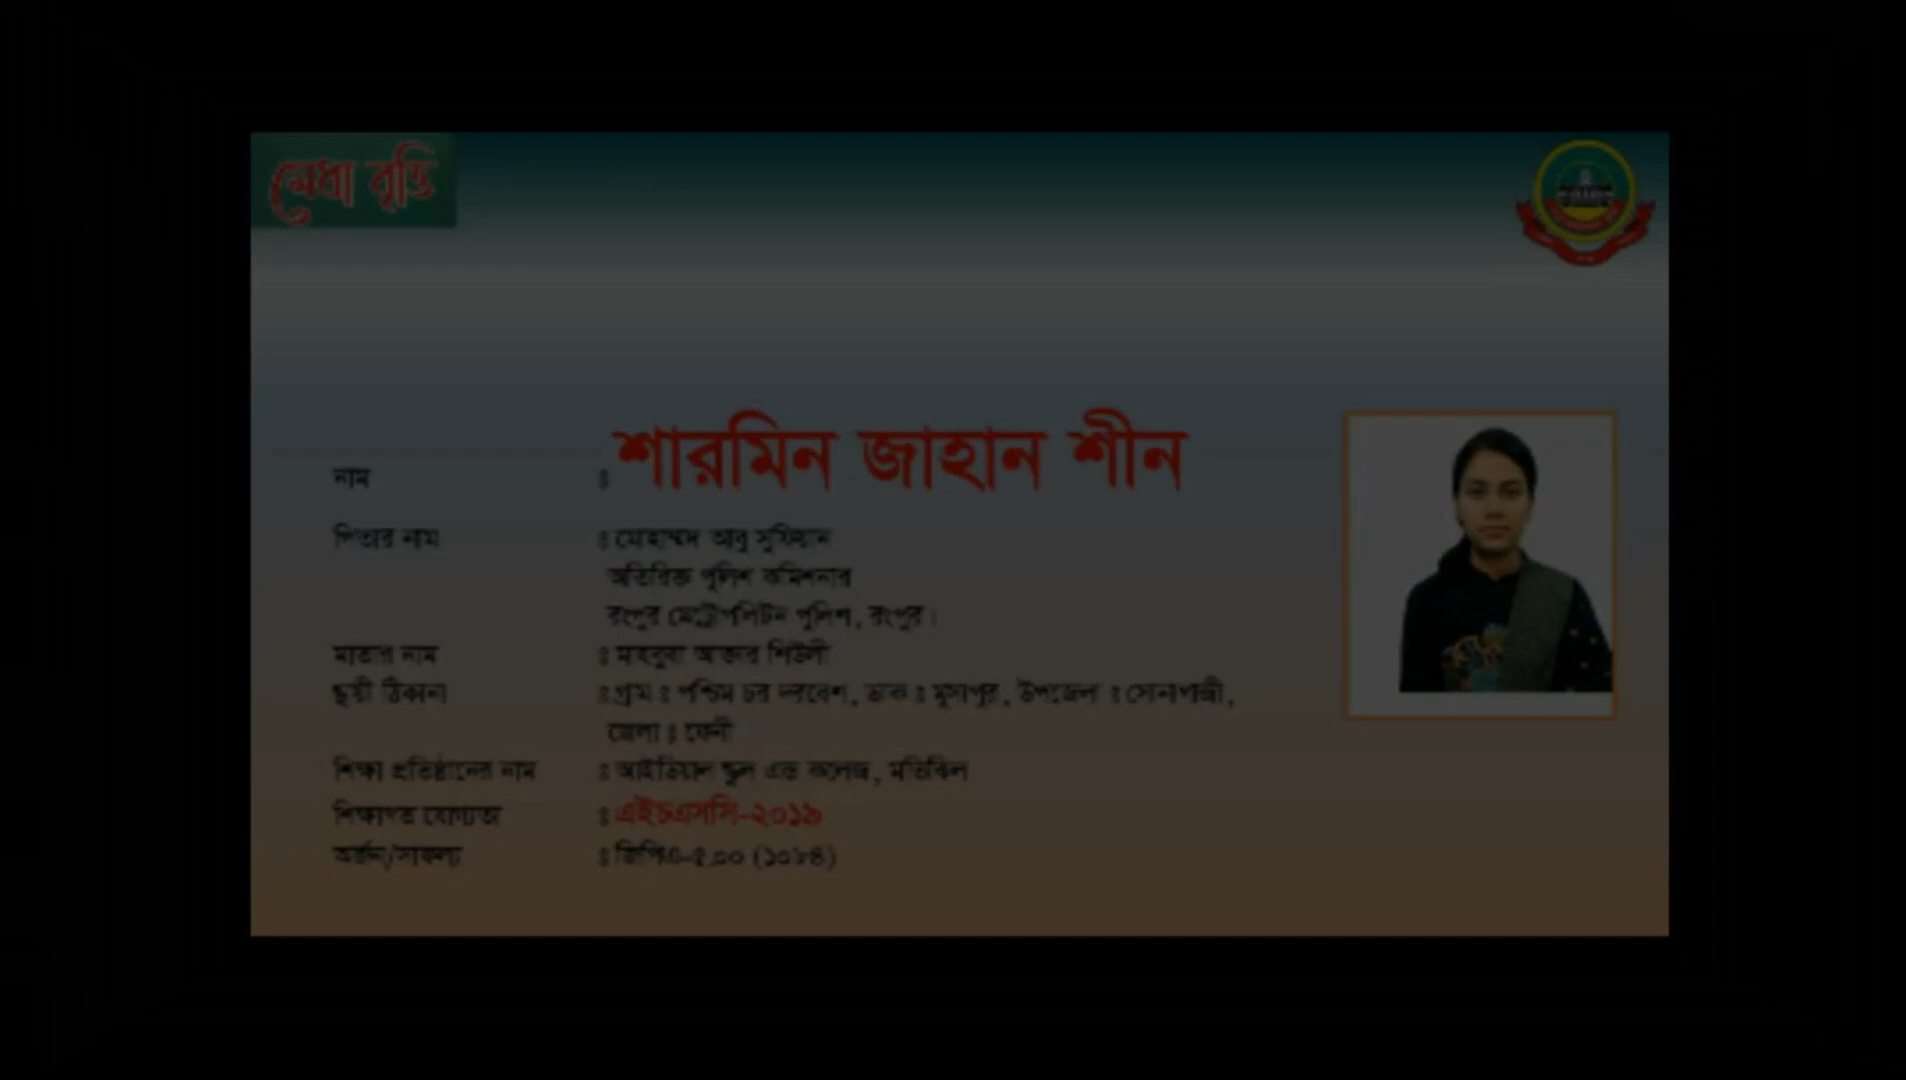 মেধা বৃত্তি
নাম : শারমিন জাহান শীন
পিতার নাম : মোহাম্মদ আবু সুফিয়ান
অতিরিক্ত পুলিশ কমিশনার
রংপুর মেট্রোপলিটন পুলিশ, রংপুর।
মাতার নাম : মাহবুবা আক্তার শিউলী
স্থায়ী ঠিকানা : গ্রাম : পশ্চিম চর দরবেশ, ডাক : মুসাপুর, উপজেলা : সোনাগাজী,
জেলা : ফেনী
শিক্ষা প্রতিষ্ঠানের নাম : আইডিয়াল স্কুল এন্ড কলেজ, মতিঝিল
শিক্ষাগত যোগ্যতা : এইচএসসি-২০১৯
অর্জন/সাফল্য : জিপিএ-৫.০০ (১০৮৪)